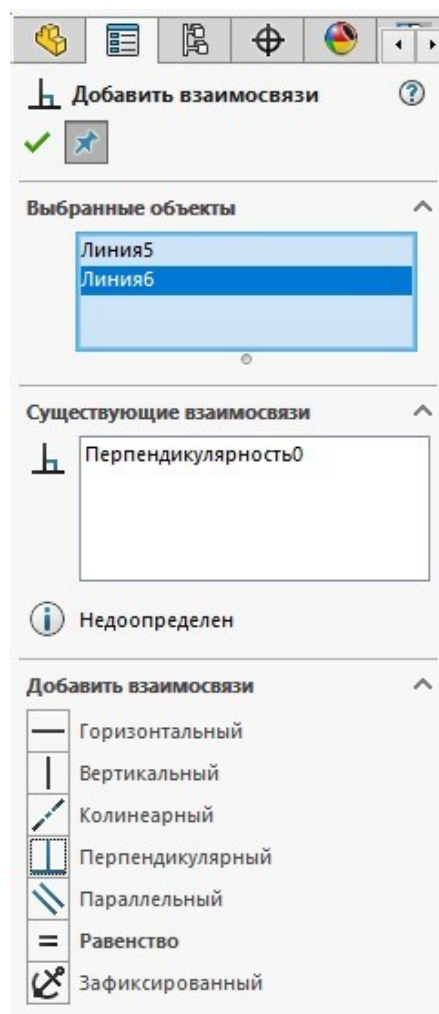 Добавить взаимосвязи
Выбранные объекты
Линия5
Линия6
Существующие взаимосвязи
Перпендикулярность0
Недоопределен
Добавить взаимосвязи
Горизонтальный
Вертикальный
Колинеарный
Перпендикулярный
Параллельный
Равенство
Зафиксированный